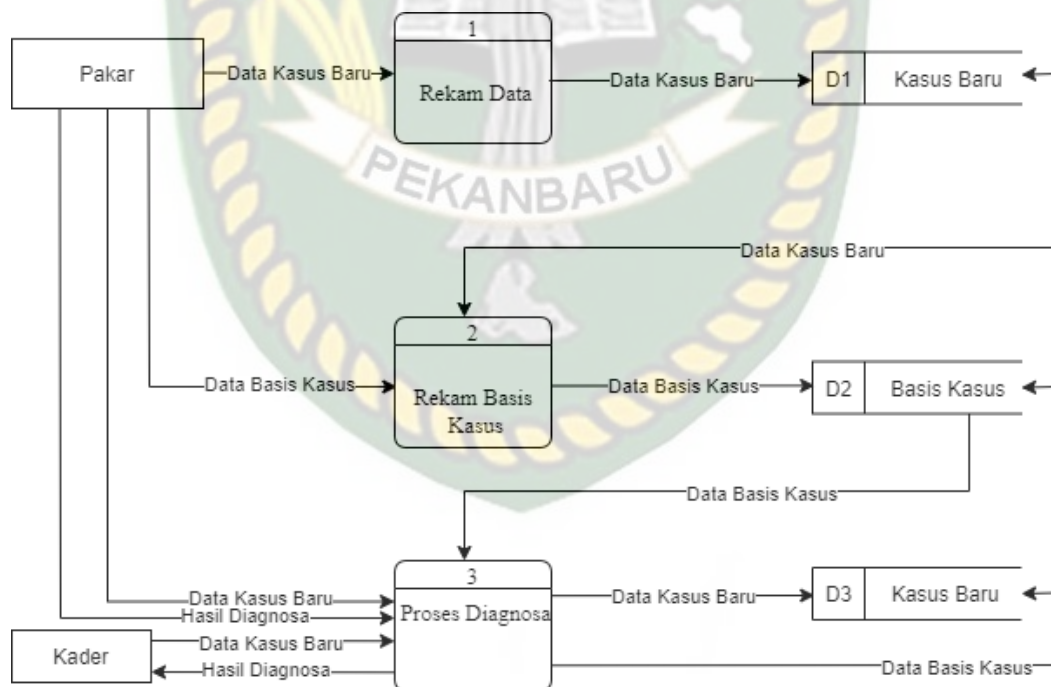 1
Pakar
Data Kasus Baru
Rekam Data
Data Kasus Baru
D1
Kasus Baru
PEKANBARU
Data Kasus Baru
2
Data Basis Kasus
Rekam Basis
Kasus
Data Basis Kasus
D2
Basis Kasus
Data Basis Kasus
3
Data Kasus Baru
Hasil Diagnosa
Proses Diagnosa
Data Kasus Baru
D3
Kasus Baru
Kader
Data Kasus Baru
Hasil Diagnosa
Data Basis Kasus